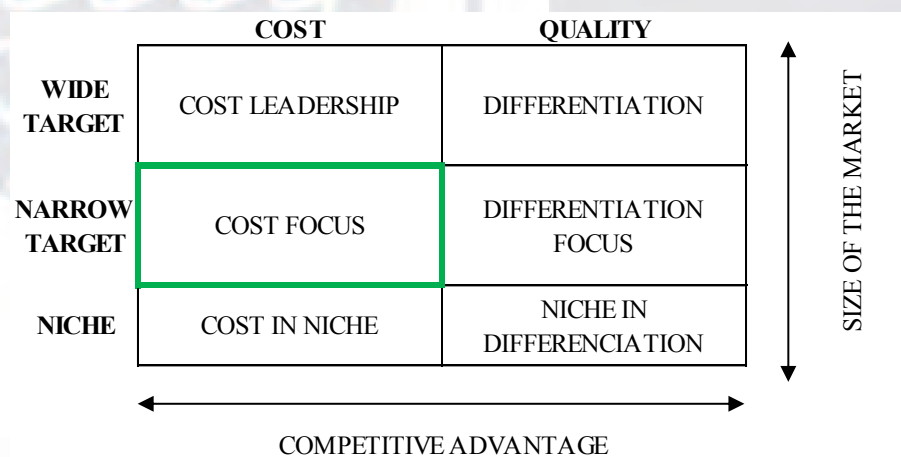 COST QUALITY
WIDE
TARGET
COST LEADERSHIP
DIFFERENTIATION
NARROW
TARGET
COST FOCUS
DIFFERENTIATION
FOCUS
NICHE
COST IN NICHE
NICHE IN
DIFFERENCIATION
SIZE OF THE MARKET
COMPETITIVE ADVANTAGE